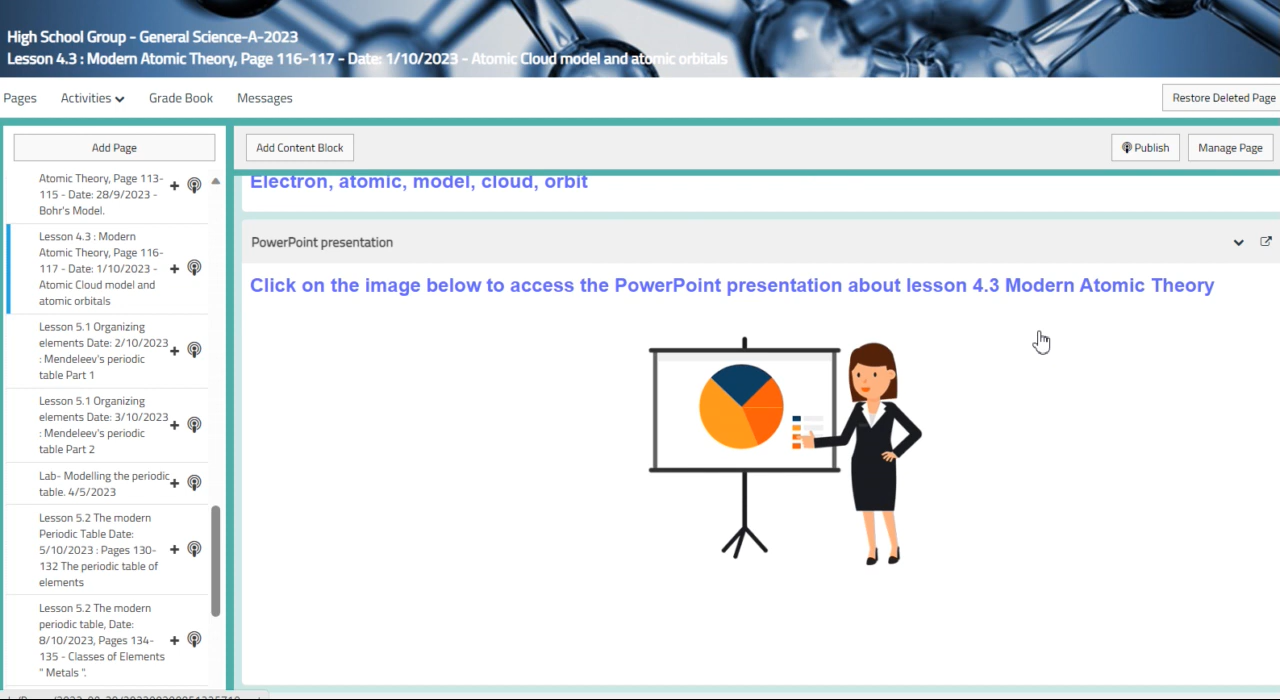 High School Group - General Science-A-2023
Lesson 4.3 : Modern Atomic Theory, Page 116-117 - Date: 1/10/2023 - Atomic Cloud model and atomic orbitals
Pages
Activities
Grade Book
Messages
Restore Deleted Page
Add Page
Atomic Theory, Page 113-
115 - Date: 28/9/2023 -
Bohr's Model.
Lesson 4.3 : Modern
Atomic Theory, Page 116-
117 - Date: 1/10/2023 -
Atomic Cloud model and
atomic orbitals
Lesson 5.1 Organizing
elements Date: 2/10/2023
: Mendeleev's periodic
table Part 1
Lesson 5.1 Organizing
elements Date: 3/10/2023
: Mendeleev's periodic
table Part 2
Lab- Modelling the periodic
table. 4/5/2023
Lesson 5.2 The modern
Periodic Table Date:
5/10/2023 : Pages 130-
132 The periodic table of
elements
Lesson 5.2 The modern
periodic table, Date:
8/10/2023, Pages 134-
135 - Classes of Elements
" Metals ".
Add Content Block
Publish
Manage Page
Electron, atomic, model, cloud, orbit
PowerPoint presentation
Click on the image below to access the PowerPoint presentation about lesson 4.3 Modern Atomic Theory